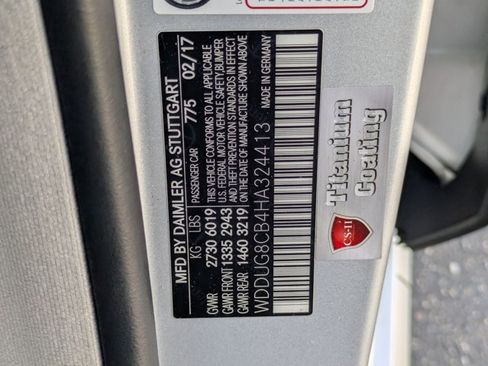 MFD BY DAIMLER AG STUTTGART
PASSENGER CAR 775 02/17
KG LBS
GVWR 2730 6019
GAWR FRONT 1335 2943
GAWR REAR 1460 3219
THIS VEHICLE CONFORMS TO ALL APPLICABLE
U.S. FEDERAL MOTOR VEHICLE SAFETY, BUMPER
AND THEFT PREVENTION STANDARDS IN EFFECT
ON THE DATE OF MANUFACTURE SHOWN ABOVE.
WDDUG8CB4HA324413 MADE IN GERMANY
CS-II
Titanium
Coating